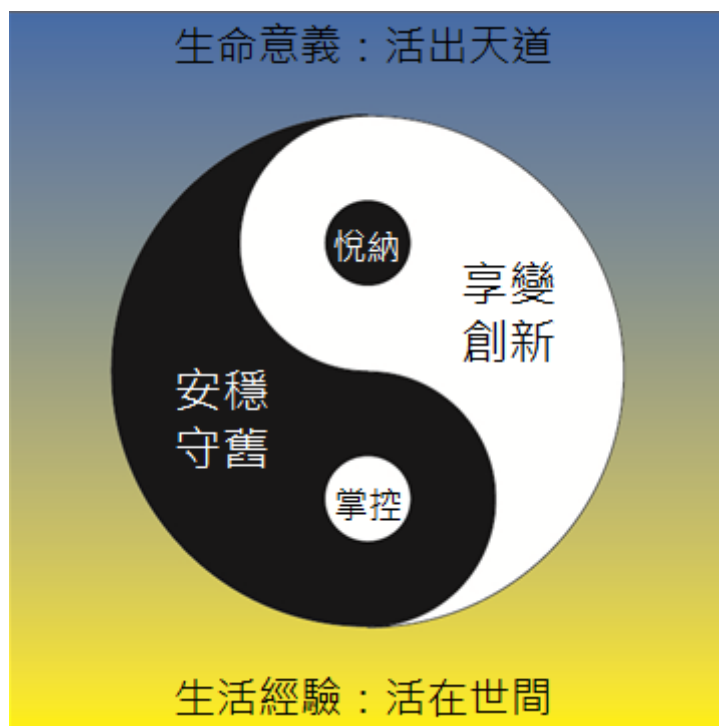 生命意義：活出天道
悅納
享變
創新
安穩
守舊
掌控
生活經驗：活在世間